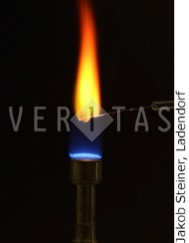 VERITAS
Jakob Steiner, Ladendorf